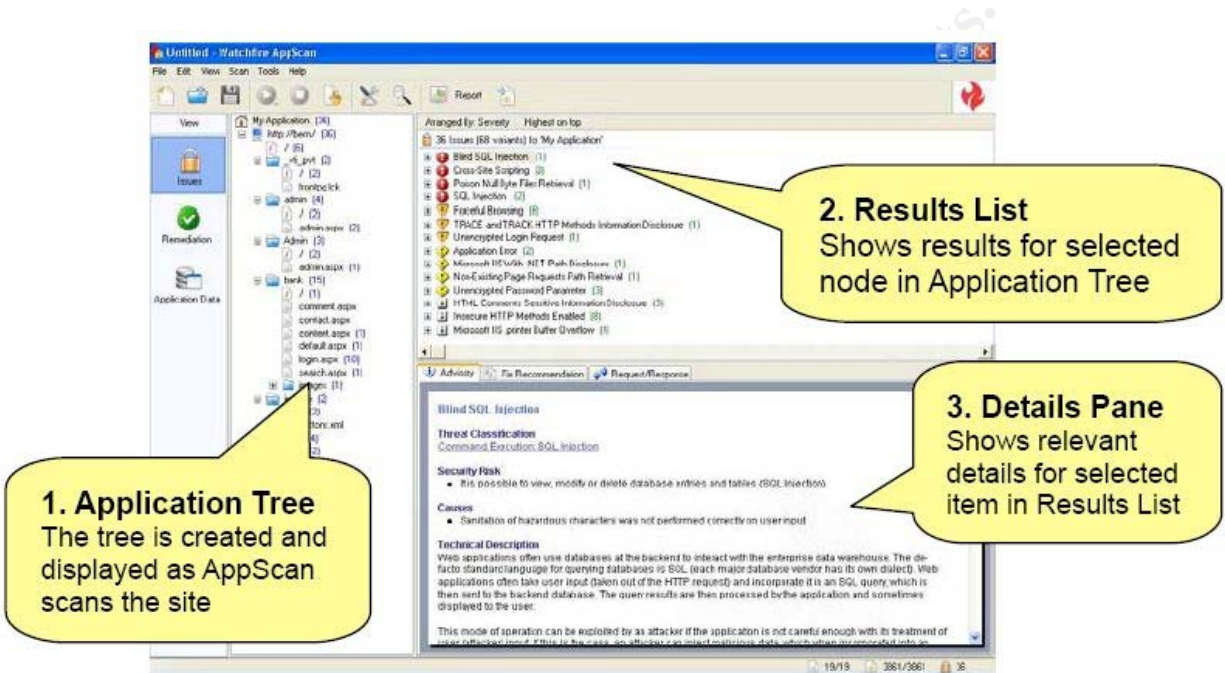 Untitled - Watchfire AppScan
File Edit View Scan Tools Help
Report
View
Issues
Remediation
Application Data
My Application (36)
http://bern/ (36)
/ (6)
/ (2)
frontpg.lck
admin (4)
/ (2)
admin.aspx (2)
Admin (3)
/ (2)
admin.aspx (1)
bank (15)
/ (1)
comment.aspx
contact.aspx
content.aspx (1)
default.aspx (1)
login.aspx (10)
search.aspx (1)
images (1)
Arranged By: Severity Highest on top
36 Issues (68 variants) for 'My Application'
Blind SQL Injection (1)
Cross-Site Scripting
Poison Null Byte Files Retrieval (1)
SQL Injection (2)
Forceful Browsing (8)
TRACE and TRACK HTTP Methods Information Disclosure (1)
Unencrypted Login Request (1)
Application Error (2)
Microsoft IIS With .NET Path Disclosure (1)
Non-Existing Page Requests Path Retrieval (1)
Unencrypted Password Parameter (3)
HTML Comments Sensitive Information Disclosure (3)
Insecure HTTP Methods Enabled (8)
Microsoft IIS .printer Buffer Overflow (1)
Advisory Fix Recommendation Request/Response
Blind SQL Injection
Threat Classification
Command Execution: SQL Injection
Security Risk
It is possible to view, modify or delete database entries and tables (SQL Injection)
Causes
Sanitation of hazardous characters was not performed correctly on user input
Technical Description
Web applications often use databases at the backend to interact with the enterprise data warehouse. The de-
facto standard language for querying databases is SQL (each major database vendor has its own dialect). Web
applications often take user input (taken out of the HTTP request) and incorporate it in an SQL query, which is
then sent to the backend database. The query results are then processed by the application and sometimes
displayed to the user.
This mode of operation can be exploited by an attacker if the application is not careful enough with its treatment of
19/19 3861/3861 36
1. Application Tree
The tree is created and
displayed as AppScan
scans the site
2. Results List
Shows results for selected
node in Application Tree
3. Details Pane
Shows relevant
details for selected
item in Results List